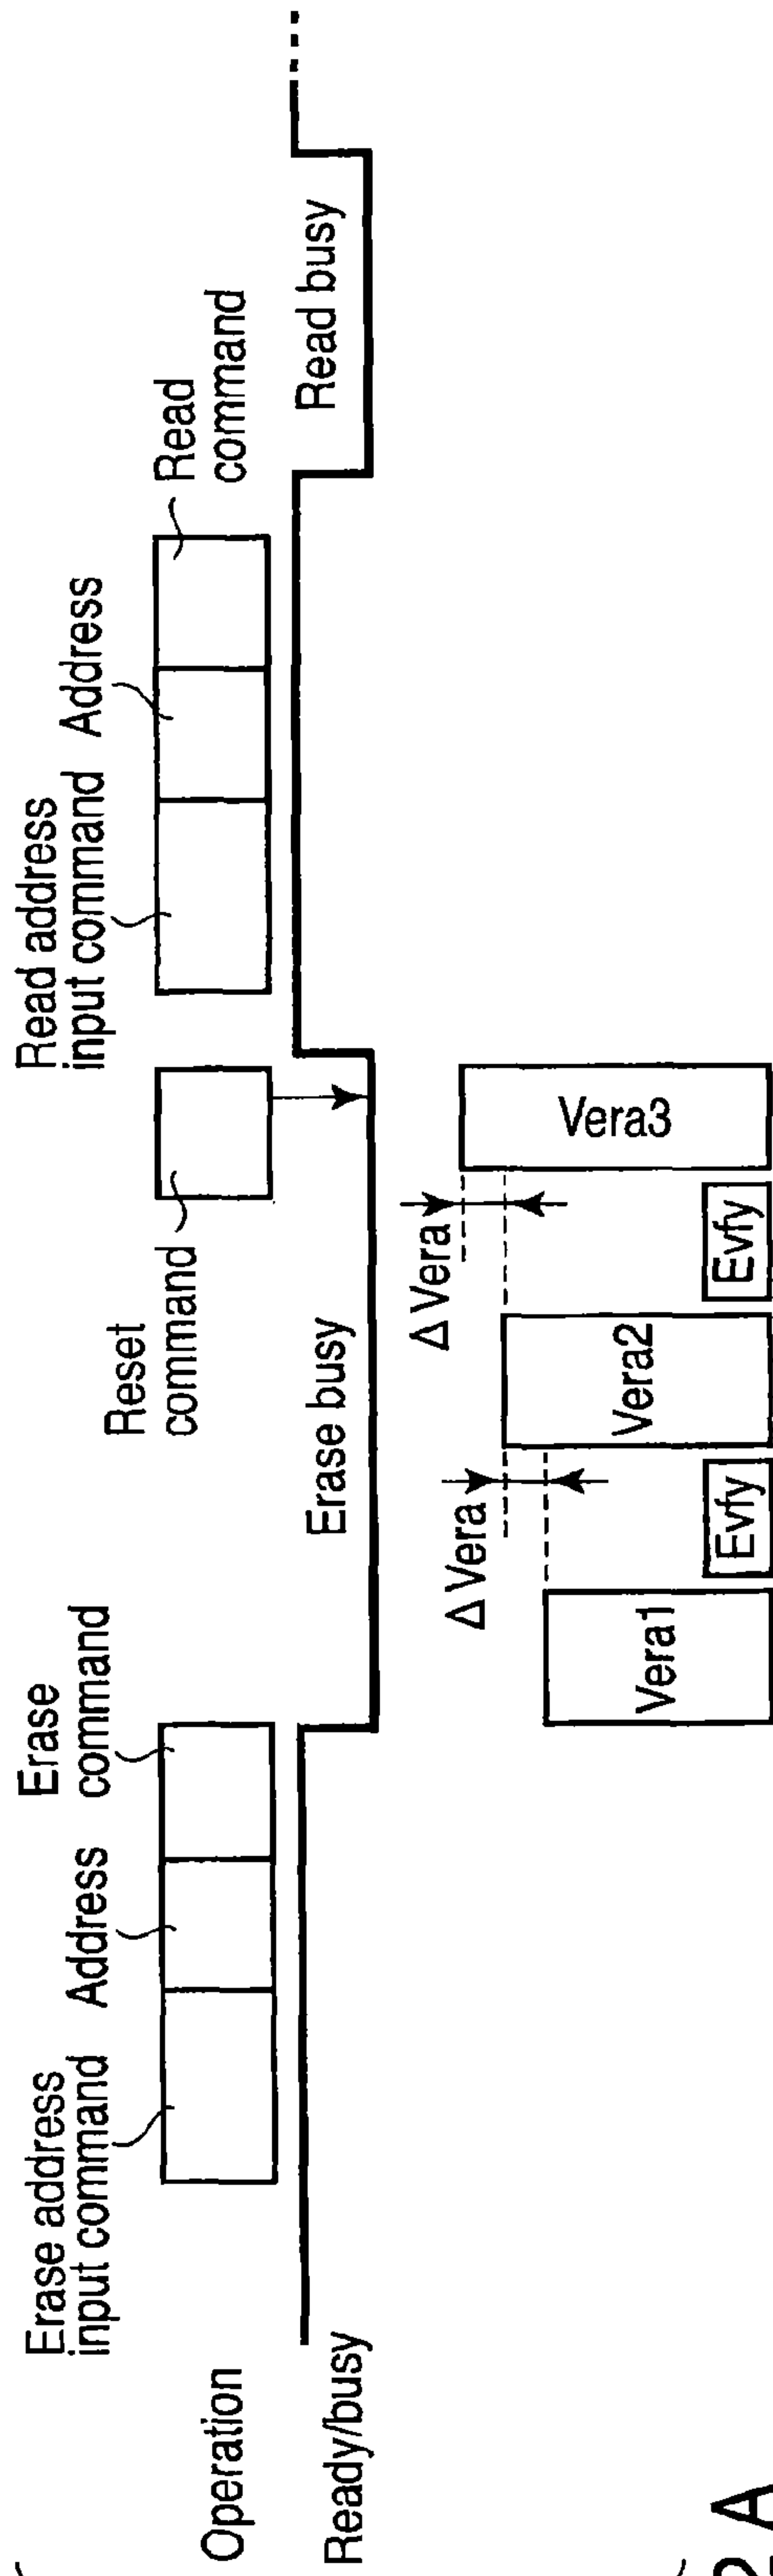 Erase address
input command
Address
Erase
command
Reset
command
Read address
input command
Address
Read
command
Operation
Ready/busy
Erase busy
Read busy
Δ Vera
Δ Vera
Vera1
Evfy
Vera2
Evfy
Vera3
2 A